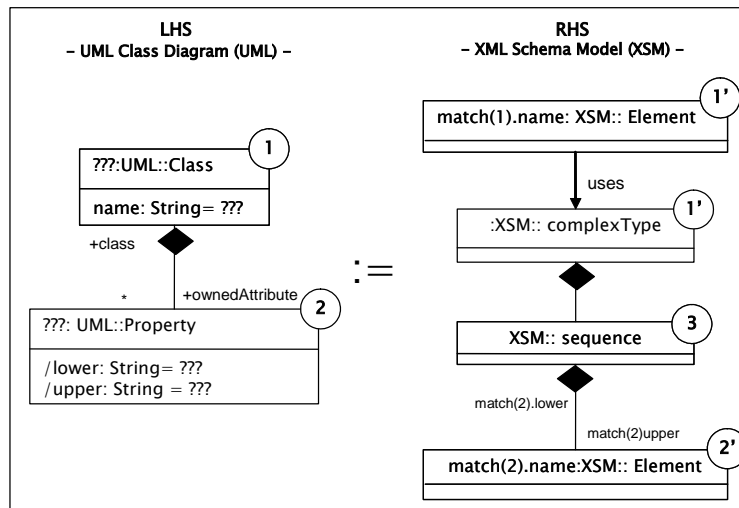 LHS
– UML Class Diagram (UML) –
1
???:UML::Class
name: String= ???
+class
*
+ownedAttribute
2
???: UML::Property
/lower: String= ???
/upper: String = ???
:=
RHS
– XML Schema Model (XSM) –
1’
match(1).name: XSM:: Element
uses
1’
:XSM:: complexType
3
XSM:: sequence
match(2).lower
match(2)upper
2’
match(2).name:XSM:: Element